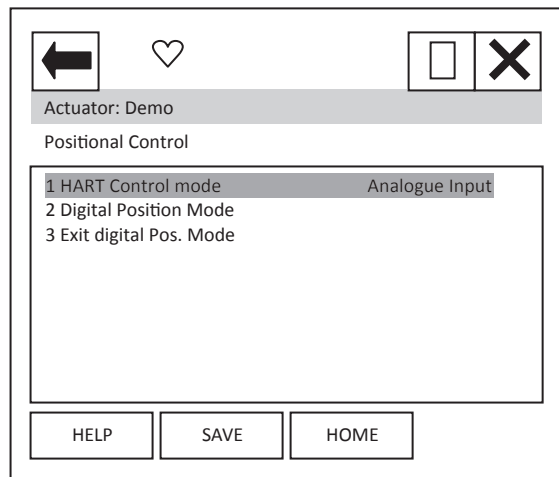 Actuator: Demo
Positional Control
1 HART Control mode Analogue Input
2 Digital Position Mode
3 Exit digital Pos. Mode
HELP SAVE HOME